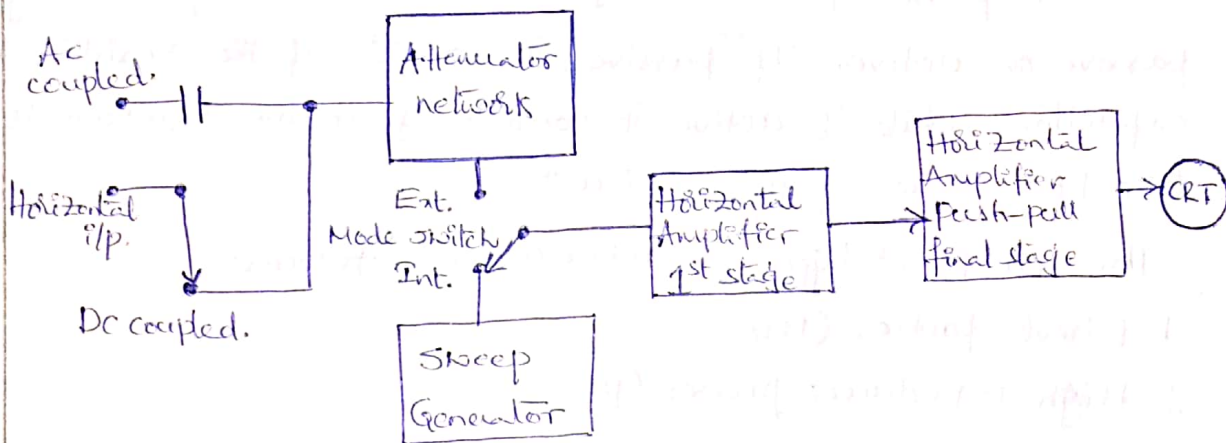 Ac
coupled.
Attenuator
network
Horizontal
i/p.
Dc coupled.
Ext.
Mode switch
Int.
Sweep
Generator
Horizontal
Amplifier
1st stage
Horizontal
Amplifier
Push-pull
final stage
CRT